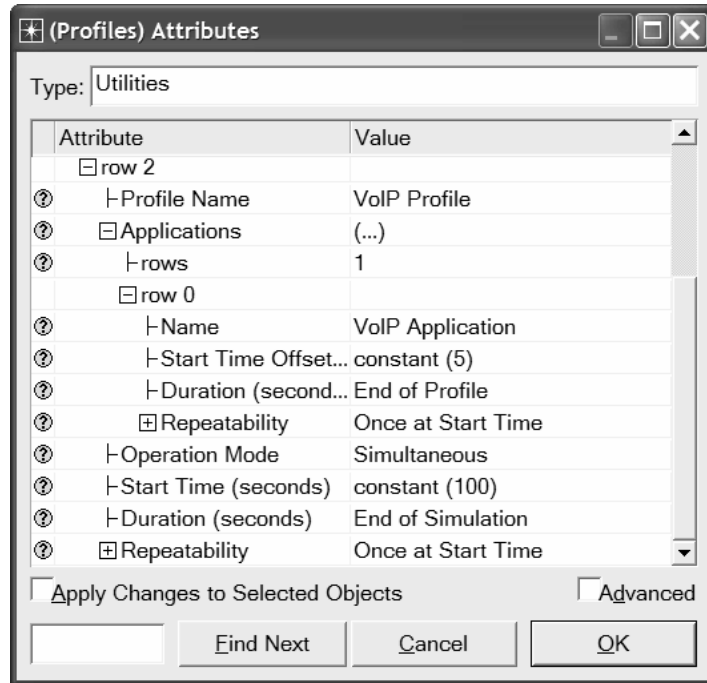 (Profiles) Attributes
Type: Utilities
Attribute Value
row 2
Profile Name VoIP Profile
Applications (...)
rows 1
row 0
Name VoIP Application
Start Time Offset... constant (5)
Duration (second... End of Profile
Repeatability Once at Start Time
Operation Mode Simultaneous
Start Time (seconds) constant (100)
Duration (seconds) End of Simulation
Repeatability Once at Start Time
Apply Changes to Selected Objects Advanced
Find Next Cancel OK